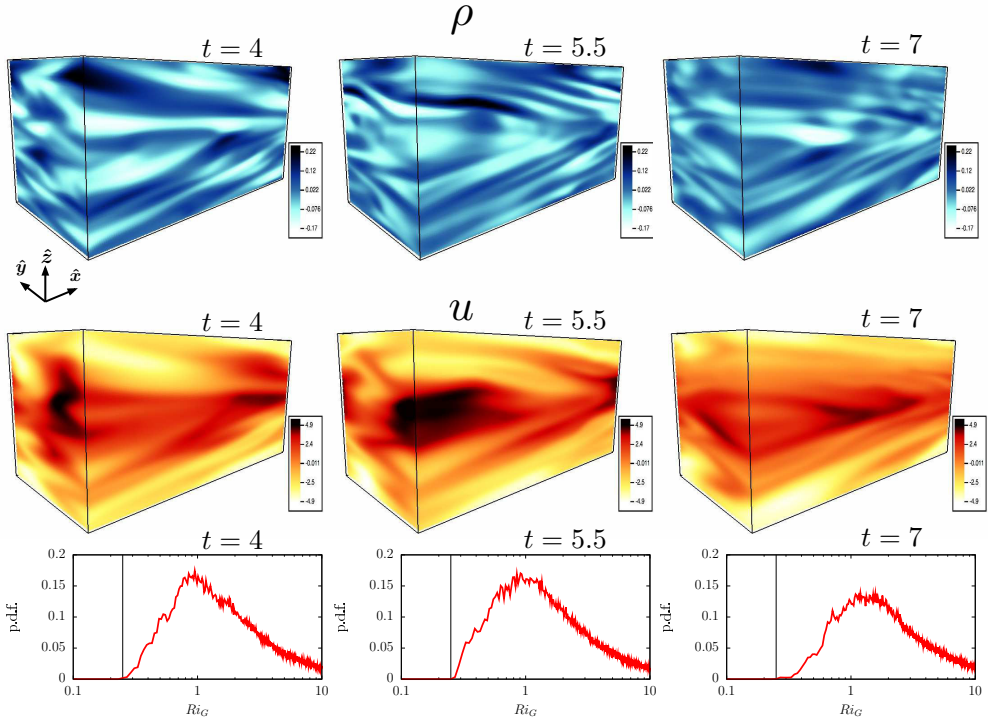 ρ
t = 4
t = 5.5
t = 7
0.22
0.12
0.022
-0.076
-0.17
0.22
0.12
0.022
-0.076
-0.17
0.22
0.12
0.022
-0.076
-0.17
ŷ ẑ x̂
u
t = 4
t = 5.5
t = 7
4.9
2.4
-0.011
-2.5
-4.9
4.9
2.4
-0.011
-2.5
-4.9
4.9
2.4
-0.011
-2.5
-4.9
t = 4
p.d.f.
0.2
0.15
0.1
0.05
0
0.1 1 10
Ri_G
t = 5.5
p.d.f.
0.2
0.15
0.1
0.05
0
0.1 1 10
Ri_G
t = 7
p.d.f.
0.2
0.15
0.1
0.05
0
0.1 1 10
Ri_G